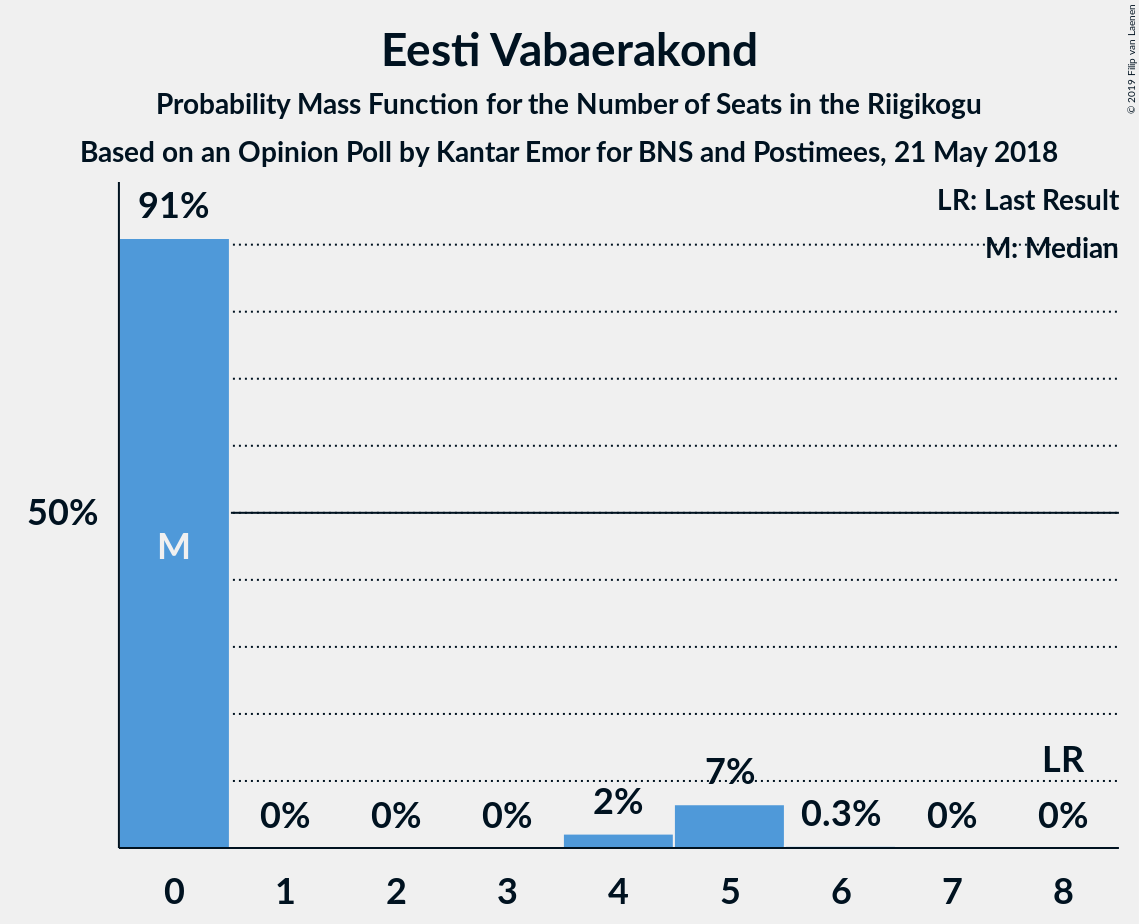 Eesti Vabaerakond
Probability Mass Function for the Number of Seats in the Riigikogu
Based on an Opinion Poll by Kantar Emor for BNS and Postimees, 21 May 2018
© 2019 Filip van Laenen
LR: Last Result
M: Median
91%
50%
M
0% 0% 0% 2% 7% 0.3% 0% 0%
LR
0 1 2 3 4 5 6 7 8